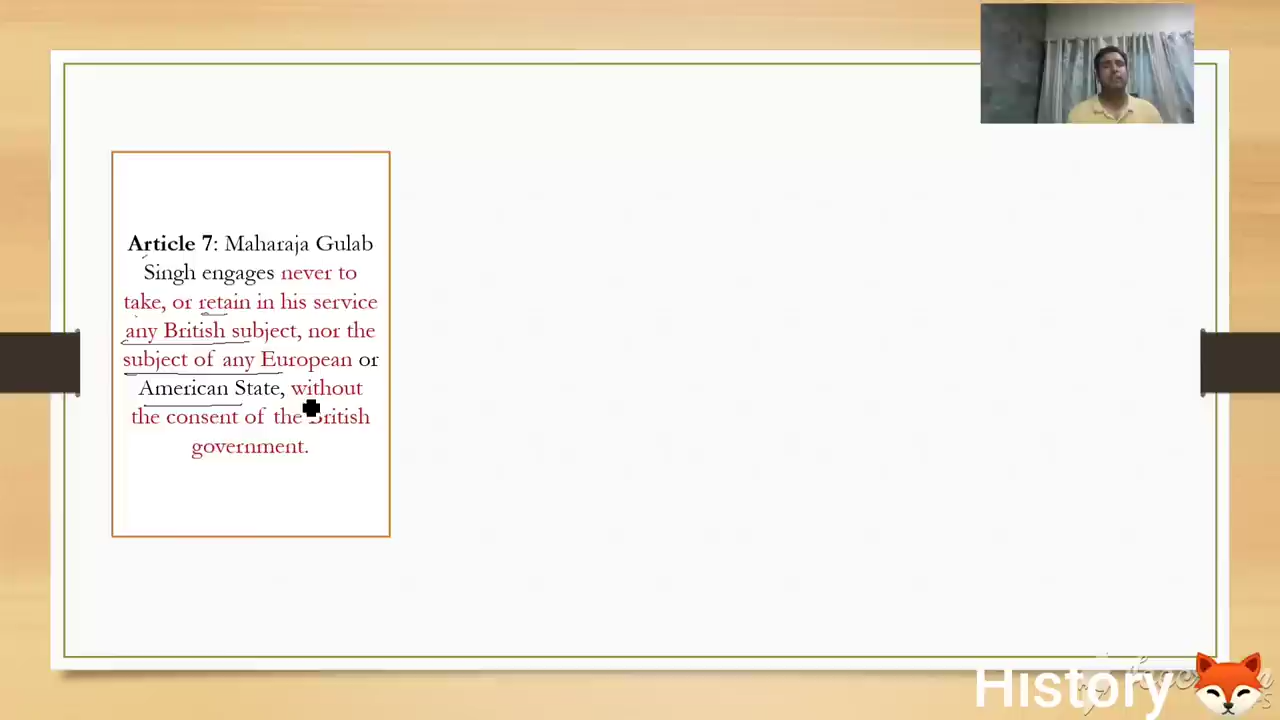 Article 7: Maharaja Gulab
Singh engages never to
take, or retain in his service
any British subject, nor the
subject of any European or
American State, without
the consent of the British
government.
History